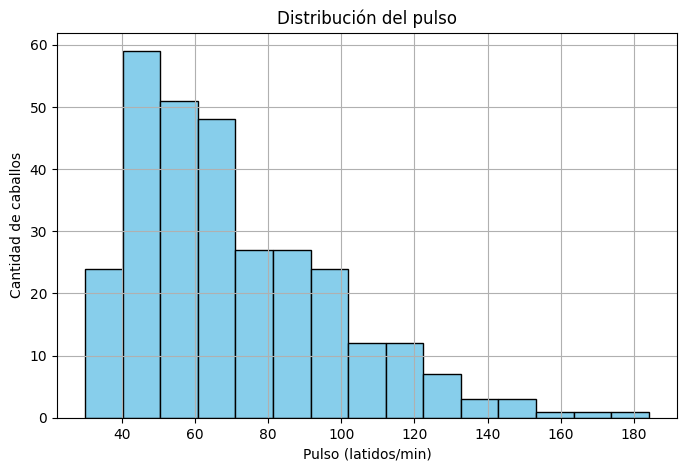 Distribución del pulso
Cantidad de caballos
60
50
40
30
20
10
0
40 60 80 100 120 140 160 180
Pulso (latidos/min)